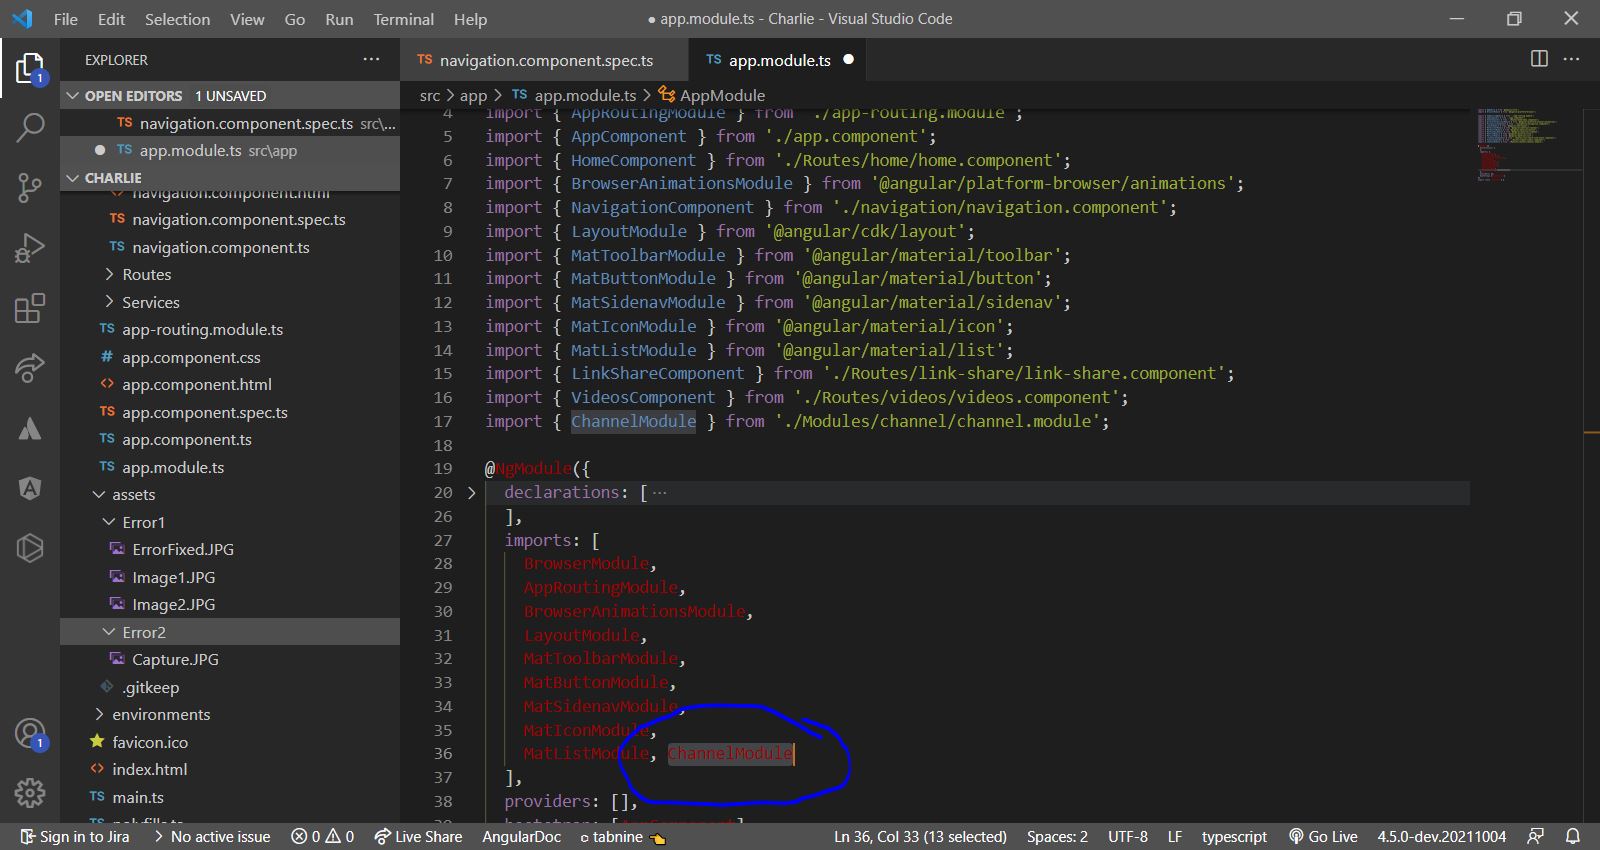 File Edit Selection View Go Run Terminal Help
● app.module.ts - Charlie - Visual Studio Code
EXPLORER ···
OPEN EDITORS 1 UNSAVED
TS navigation.component.spec.ts src\...
● TS app.module.ts src\app
CHARLIE
navigation.component.html
TS navigation.component.spec.ts
TS navigation.component.ts
Routes
Services
TS app-routing.module.ts
# app.component.css
<> app.component.html
TS app.component.spec.ts
TS app.component.ts
TS app.module.ts
assets
Error1
ErrorFixed.JPG
Image1.JPG
Image2.JPG
Error2
Capture.JPG
.gitkeep
environments
favicon.ico
<> index.html
TS main.ts
TS polyfills.ts
1
1
TS navigation.component.spec.ts
TS app.module.ts ●
src > app > TS app.module.ts > AppModule
4 import { AppRoutingModule } from './app-routing.module';
5 import { AppComponent } from './app.component';
6 import { HomeComponent } from './Routes/home/home.component';
7 import { BrowserAnimationsModule } from '@angular/platform-browser/animations';
8 import { NavigationComponent } from './navigation/navigation.component';
9 import { LayoutModule } from '@angular/cdk/layout';
10 import { MatToolbarModule } from '@angular/material/toolbar';
11 import { MatButtonModule } from '@angular/material/button';
12 import { MatSidenavModule } from '@angular/material/sidenav';
13 import { MatIconModule } from '@angular/material/icon';
14 import { MatListModule } from '@angular/material/list';
15 import { LinkShareComponent } from './Routes/link-share/link-share.component';
16 import { VideosComponent } from './Routes/videos/videos.component';
17 import { ChannelModule } from './Modules/channel/channel.module';
18
19 @NgModule({
20 declarations: [ ···
26 ],
27 imports: [
28 BrowserModule,
29 AppRoutingModule,
30 BrowserAnimationsModule,
31 LayoutModule,
32 MatToolbarModule,
33 MatButtonModule,
34 MatSidenavModule,
35 MatIconModule,
36 MatListModule, ChannelModule
37 ],
38 providers: [],
39 bootstrap: [AppComponent]
Sign in to Jira > No active issue 0 0 Live Share AngularDoc tabnine Ln 36, Col 33 (13 selected) Spaces: 2 UTF-8 LF typescript Go Live 4.5.0-dev.20211004